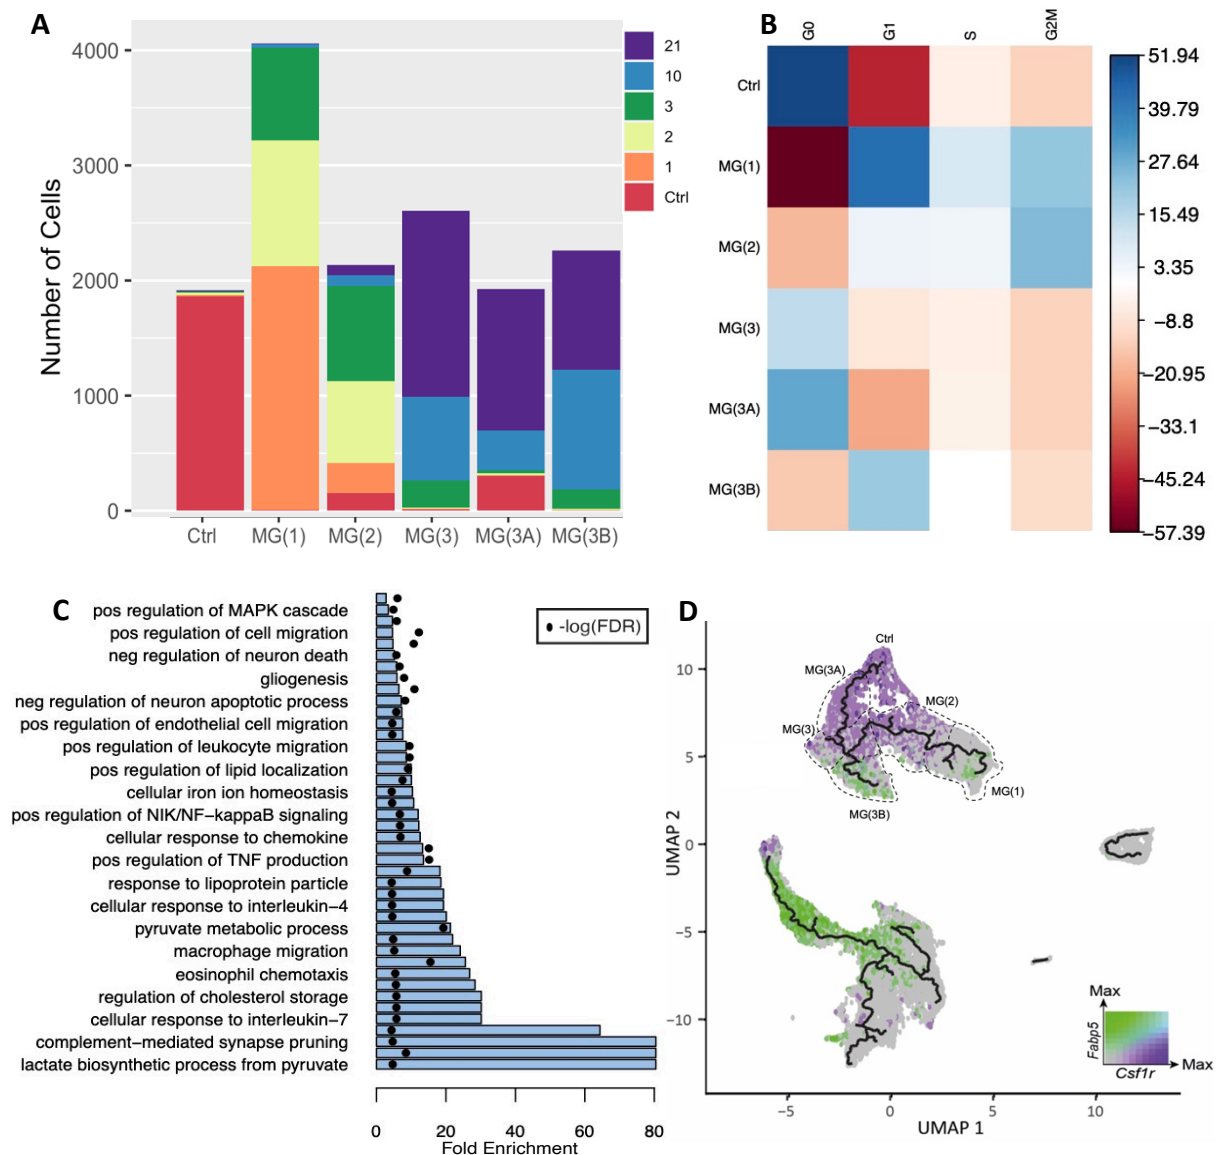 A
Number of Cells
4000
3000
2000
1000
0
Ctrl MG(1) MG(2) MG(3) MG(3A) MG(3B)
21
10
3
2
1
Ctrl
B
G0 G1 S G2M
Ctrl
MG(1)
MG(2)
MG(3)
MG(3A)
MG(3B)
51.94
39.79
27.64
15.49
3.35
−8.8
−20.95
−33.1
−45.24
−57.39
C
pos regulation of MAPK cascade
pos regulation of cell migration
neg regulation of neuron death
gliogenesis
neg regulation of neuron apoptotic process
pos regulation of endothelial cell migration
pos regulation of leukocyte migration
pos regulation of lipid localization
cellular iron ion homeostasis
pos regulation of NIK/NF−kappaB signaling
cellular response to chemokine
pos regulation of TNF production
response to lipoprotein particle
cellular response to interleukin−4
pyruvate metabolic process
macrophage migration
eosinophil chemotaxis
regulation of cholesterol storage
cellular response to interleukin−7
complement−mediated synapse pruning
lactate biosynthetic process from pyruvate
-log(FDR)
0 20 40 60 80
Fold Enrichment
D
UMAP 2
10
5
0
−5
−10
Ctrl
MG(3A)
MG(2)
MG(3)
MG(1)
MG(3B)
Max
Fabp5
Csf1r
Max
−5 0 5 10
UMAP 1